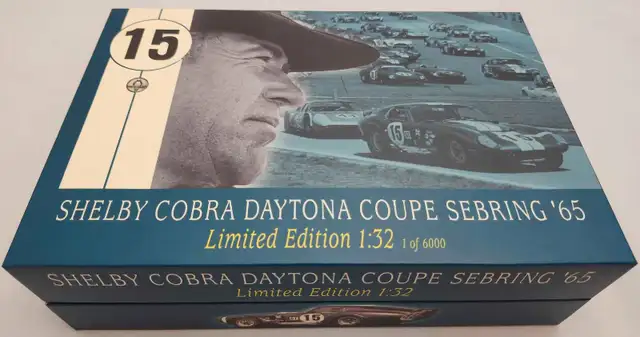 15
15
SHELBY COBRA DAYTONA COUPE SEBRING '65
Limited Edition 1:32 1 of 6000
SHELBY COBRA DAYTONA COUPE SEBRING '65
Limited Edition 1:32
15